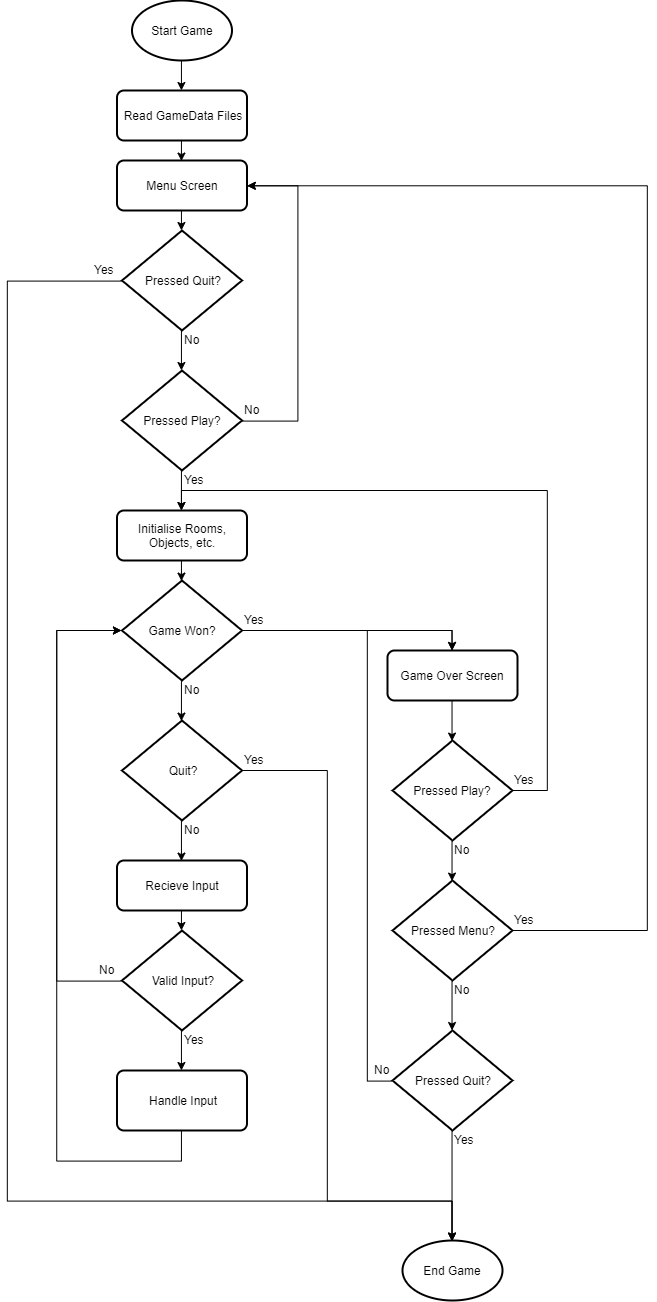 Start Game
Read GameData Files
Menu Screen
Yes
Pressed Quit?
No
Pressed Play?
No
Yes
Initialise Rooms,
Objects, etc.
Game Won?
Yes
No
Game Over Screen
Quit?
Yes
Pressed Play?
Yes
No
No
Recieve Input
Pressed Menu?
Yes
No
Valid Input?
No
Yes
Handle Input
No
Pressed Quit?
Yes
End Game